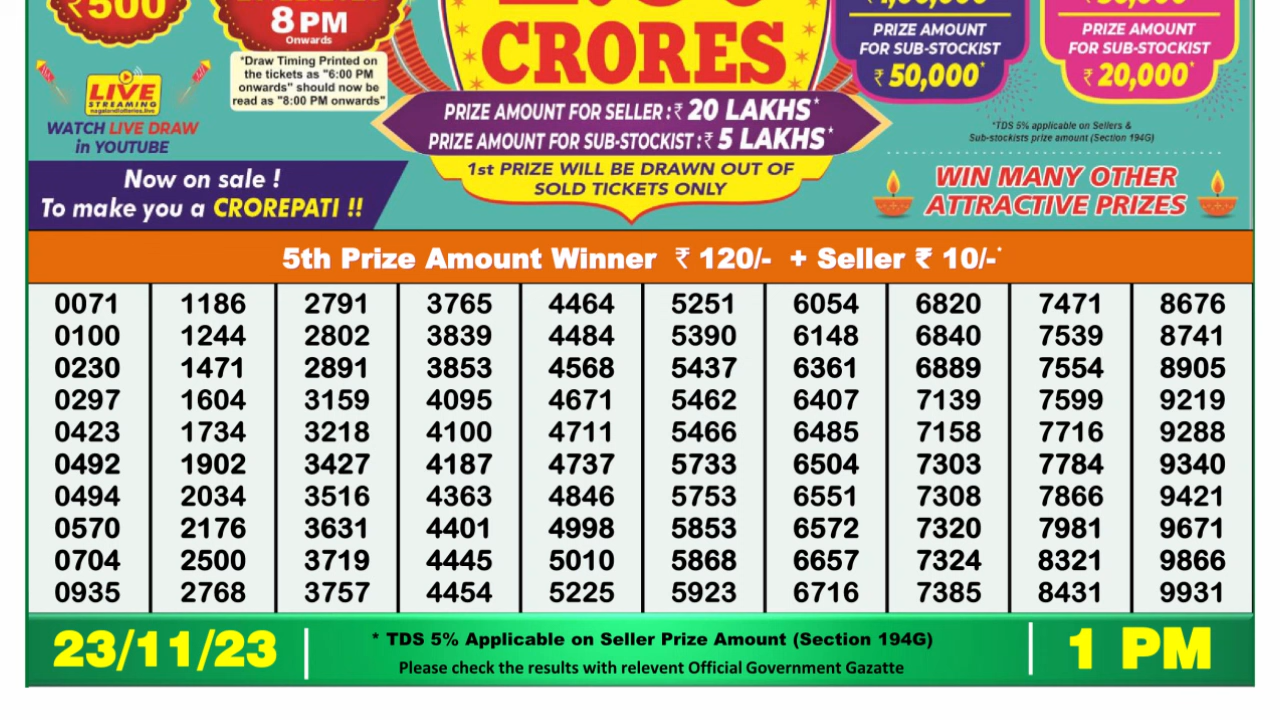 ₹500
8 PM
Onwards
*Draw Timing Printed on
the tickets as "6:00 PM
onwards" should now be
read as "8:00 PM onwards"
LIVE
STREAMING
nagalandlotteries.live
WATCH LIVE DRAW
in YOUTUBE
Now on sale !
To make you a CROREPATI !!
CRORES
PRIZE AMOUNT FOR SELLER :₹ 20 LAKHS*
PRIZE AMOUNT FOR SUB-STOCKIST :₹ 5 LAKHS*
1st PRIZE WILL BE DRAWN OUT OF
SOLD TICKETS ONLY
PRIZE AMOUNT
FOR SUB-STOCKIST
₹ 50,000*
PRIZE AMOUNT
FOR SUB-STOCKIST
₹ 20,000*
*TDS 5% applicable on Sellers &
Sub-stockists prize amount (Section 194G)
WIN MANY OTHER
ATTRACTIVE PRIZES
5th Prize Amount Winner ₹ 120/- + Seller ₹ 10/-*
0071 1186 2791 3765 4464 5251 6054 6820 7471 8676
0100 1244 2802 3839 4484 5390 6148 6840 7539 8741
0230 1471 2891 3853 4568 5437 6361 6889 7554 8905
0297 1604 3159 4095 4671 5462 6407 7139 7599 9219
0423 1734 3218 4100 4711 5466 6485 7158 7716 9288
0492 1902 3427 4187 4737 5733 6504 7303 7784 9340
0494 2034 3516 4363 4846 5753 6551 7308 7866 9421
0570 2176 3631 4401 4998 5853 6572 7320 7981 9671
0704 2500 3719 4445 5010 5868 6657 7324 8321 9866
0935 2768 3757 4454 5225 5923 6716 7385 8431 9931
23/11/23
* TDS 5% Applicable on Seller Prize Amount (Section 194G)
Please check the results with relevent Official Government Gazatte
1 PM